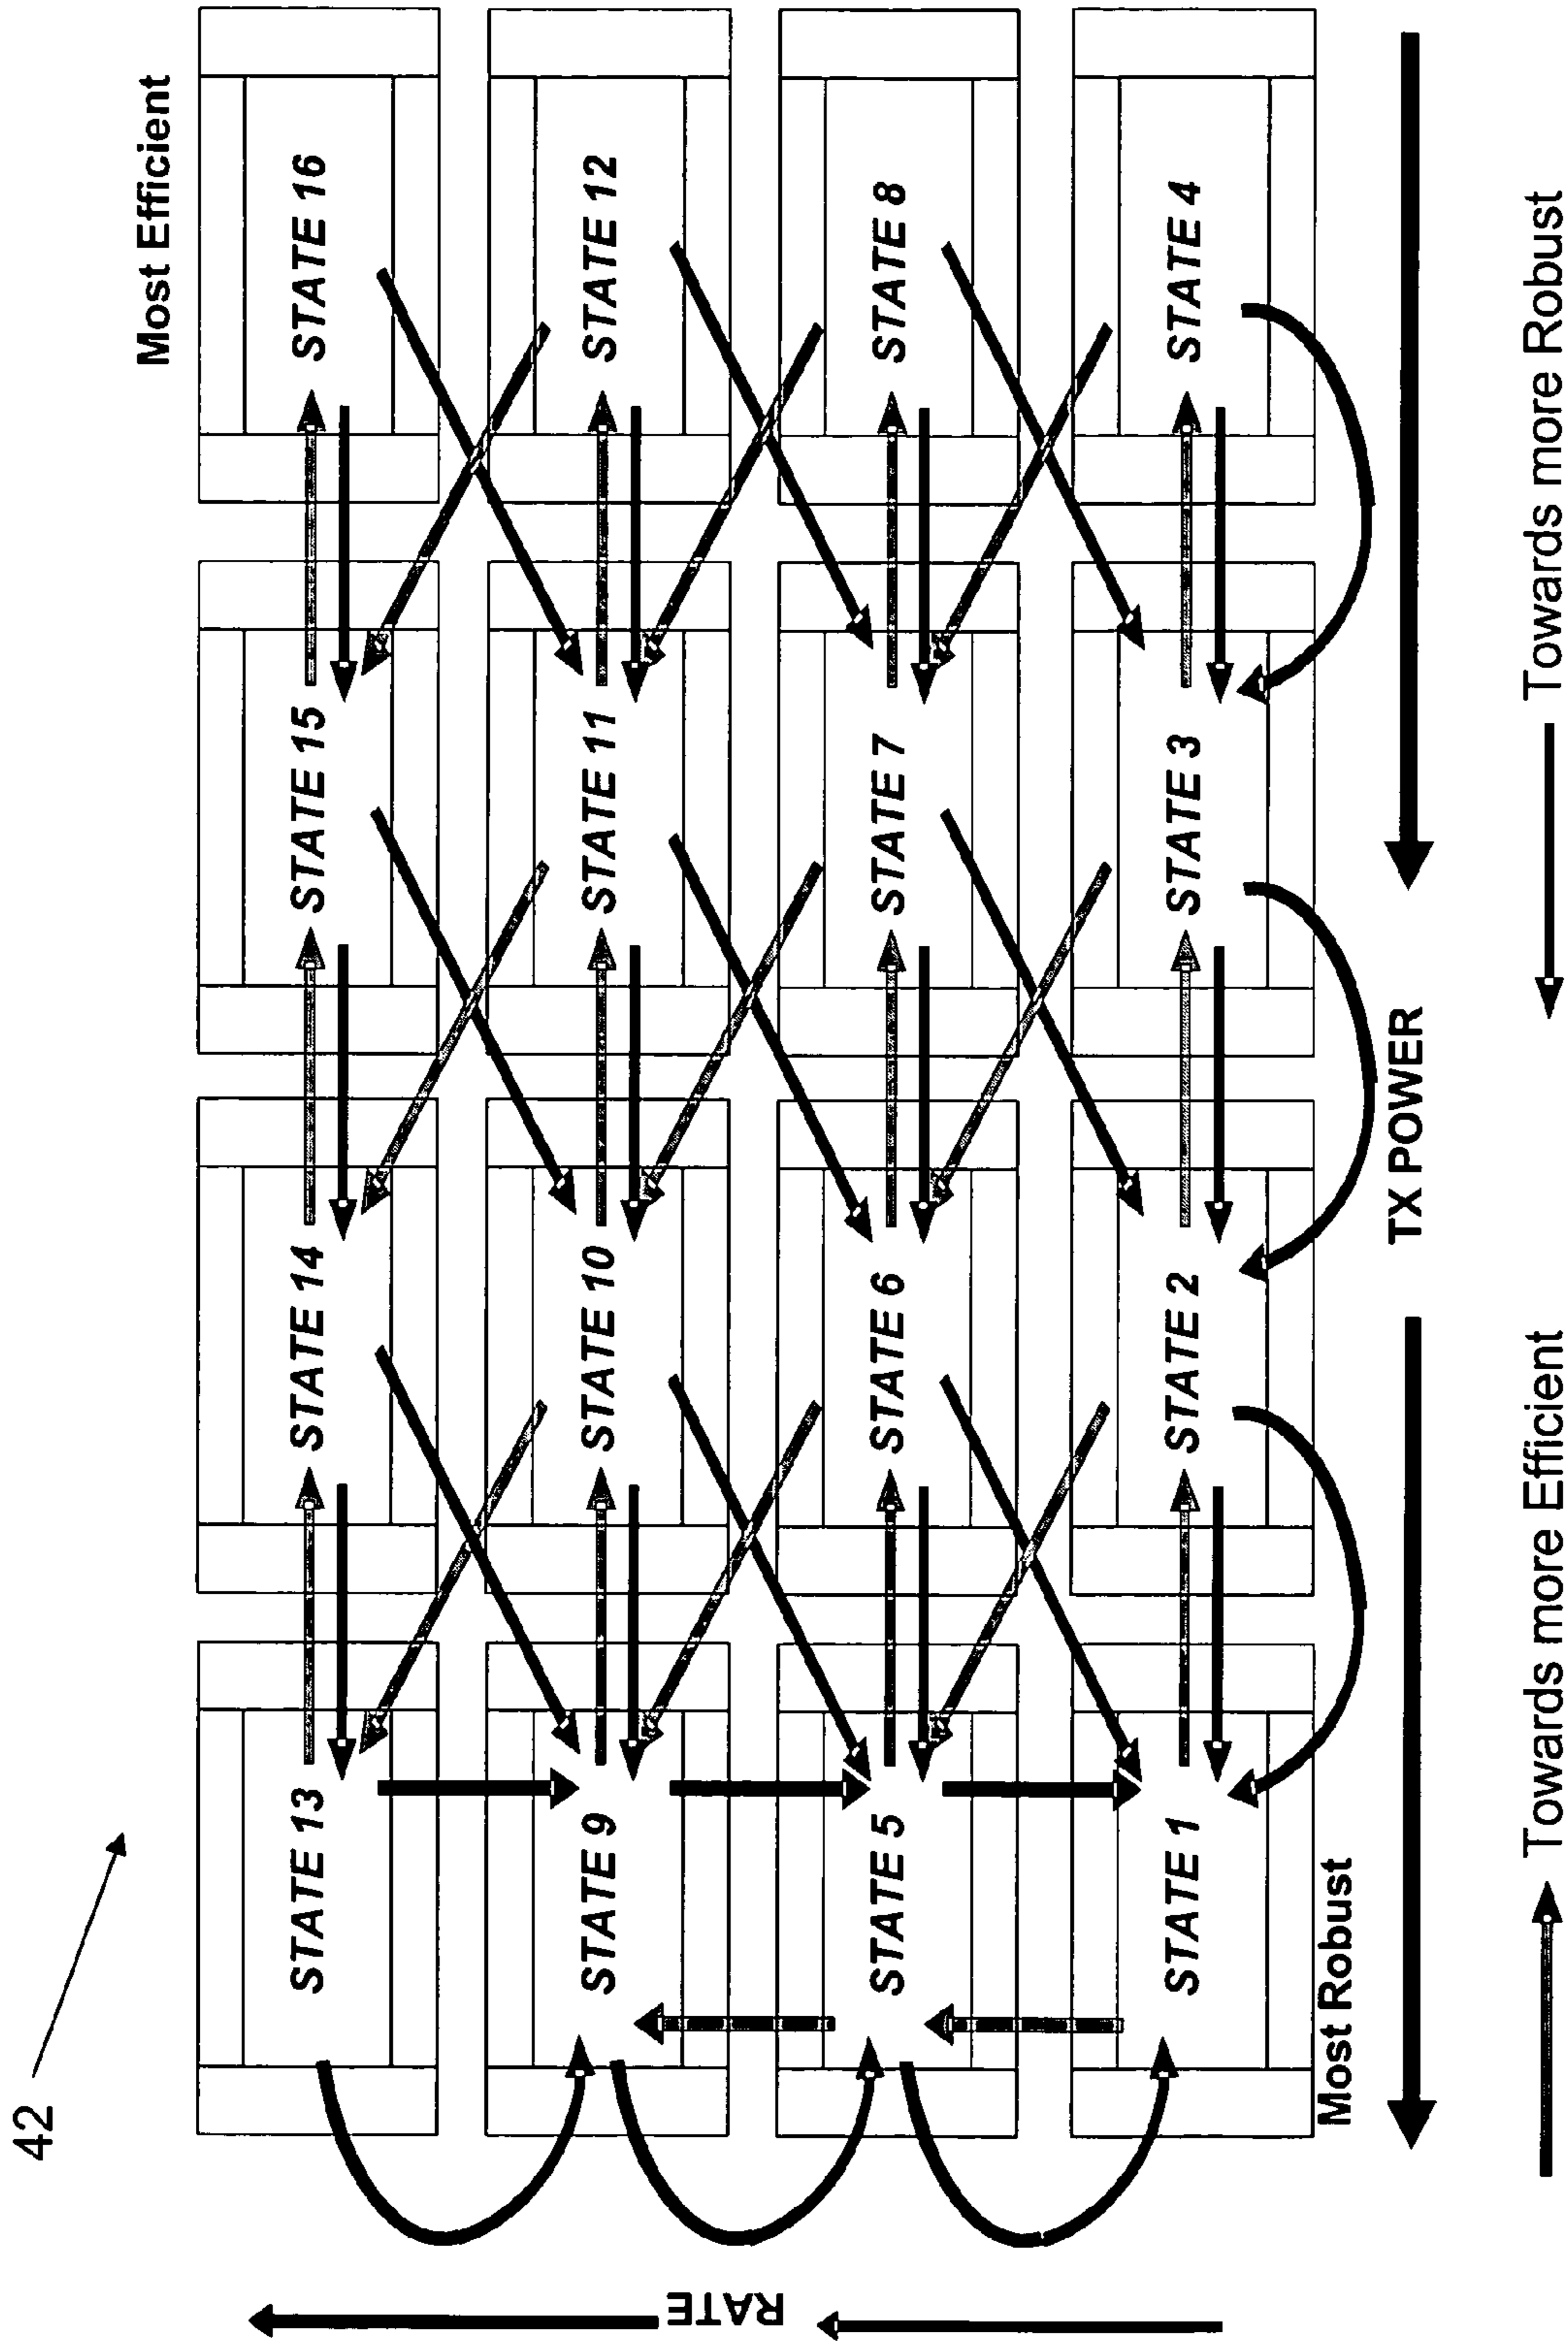 42
Most Efficient
STATE 13
STATE 14
STATE 15
STATE 16
STATE 9
STATE 10
STATE 11
STATE 12
STATE 5
STATE 6
STATE 7
STATE 8
STATE 1
STATE 2
STATE 3
STATE 4
Most Robust
RATE
TX POWER
Towards more Efficient
Towards more Robust